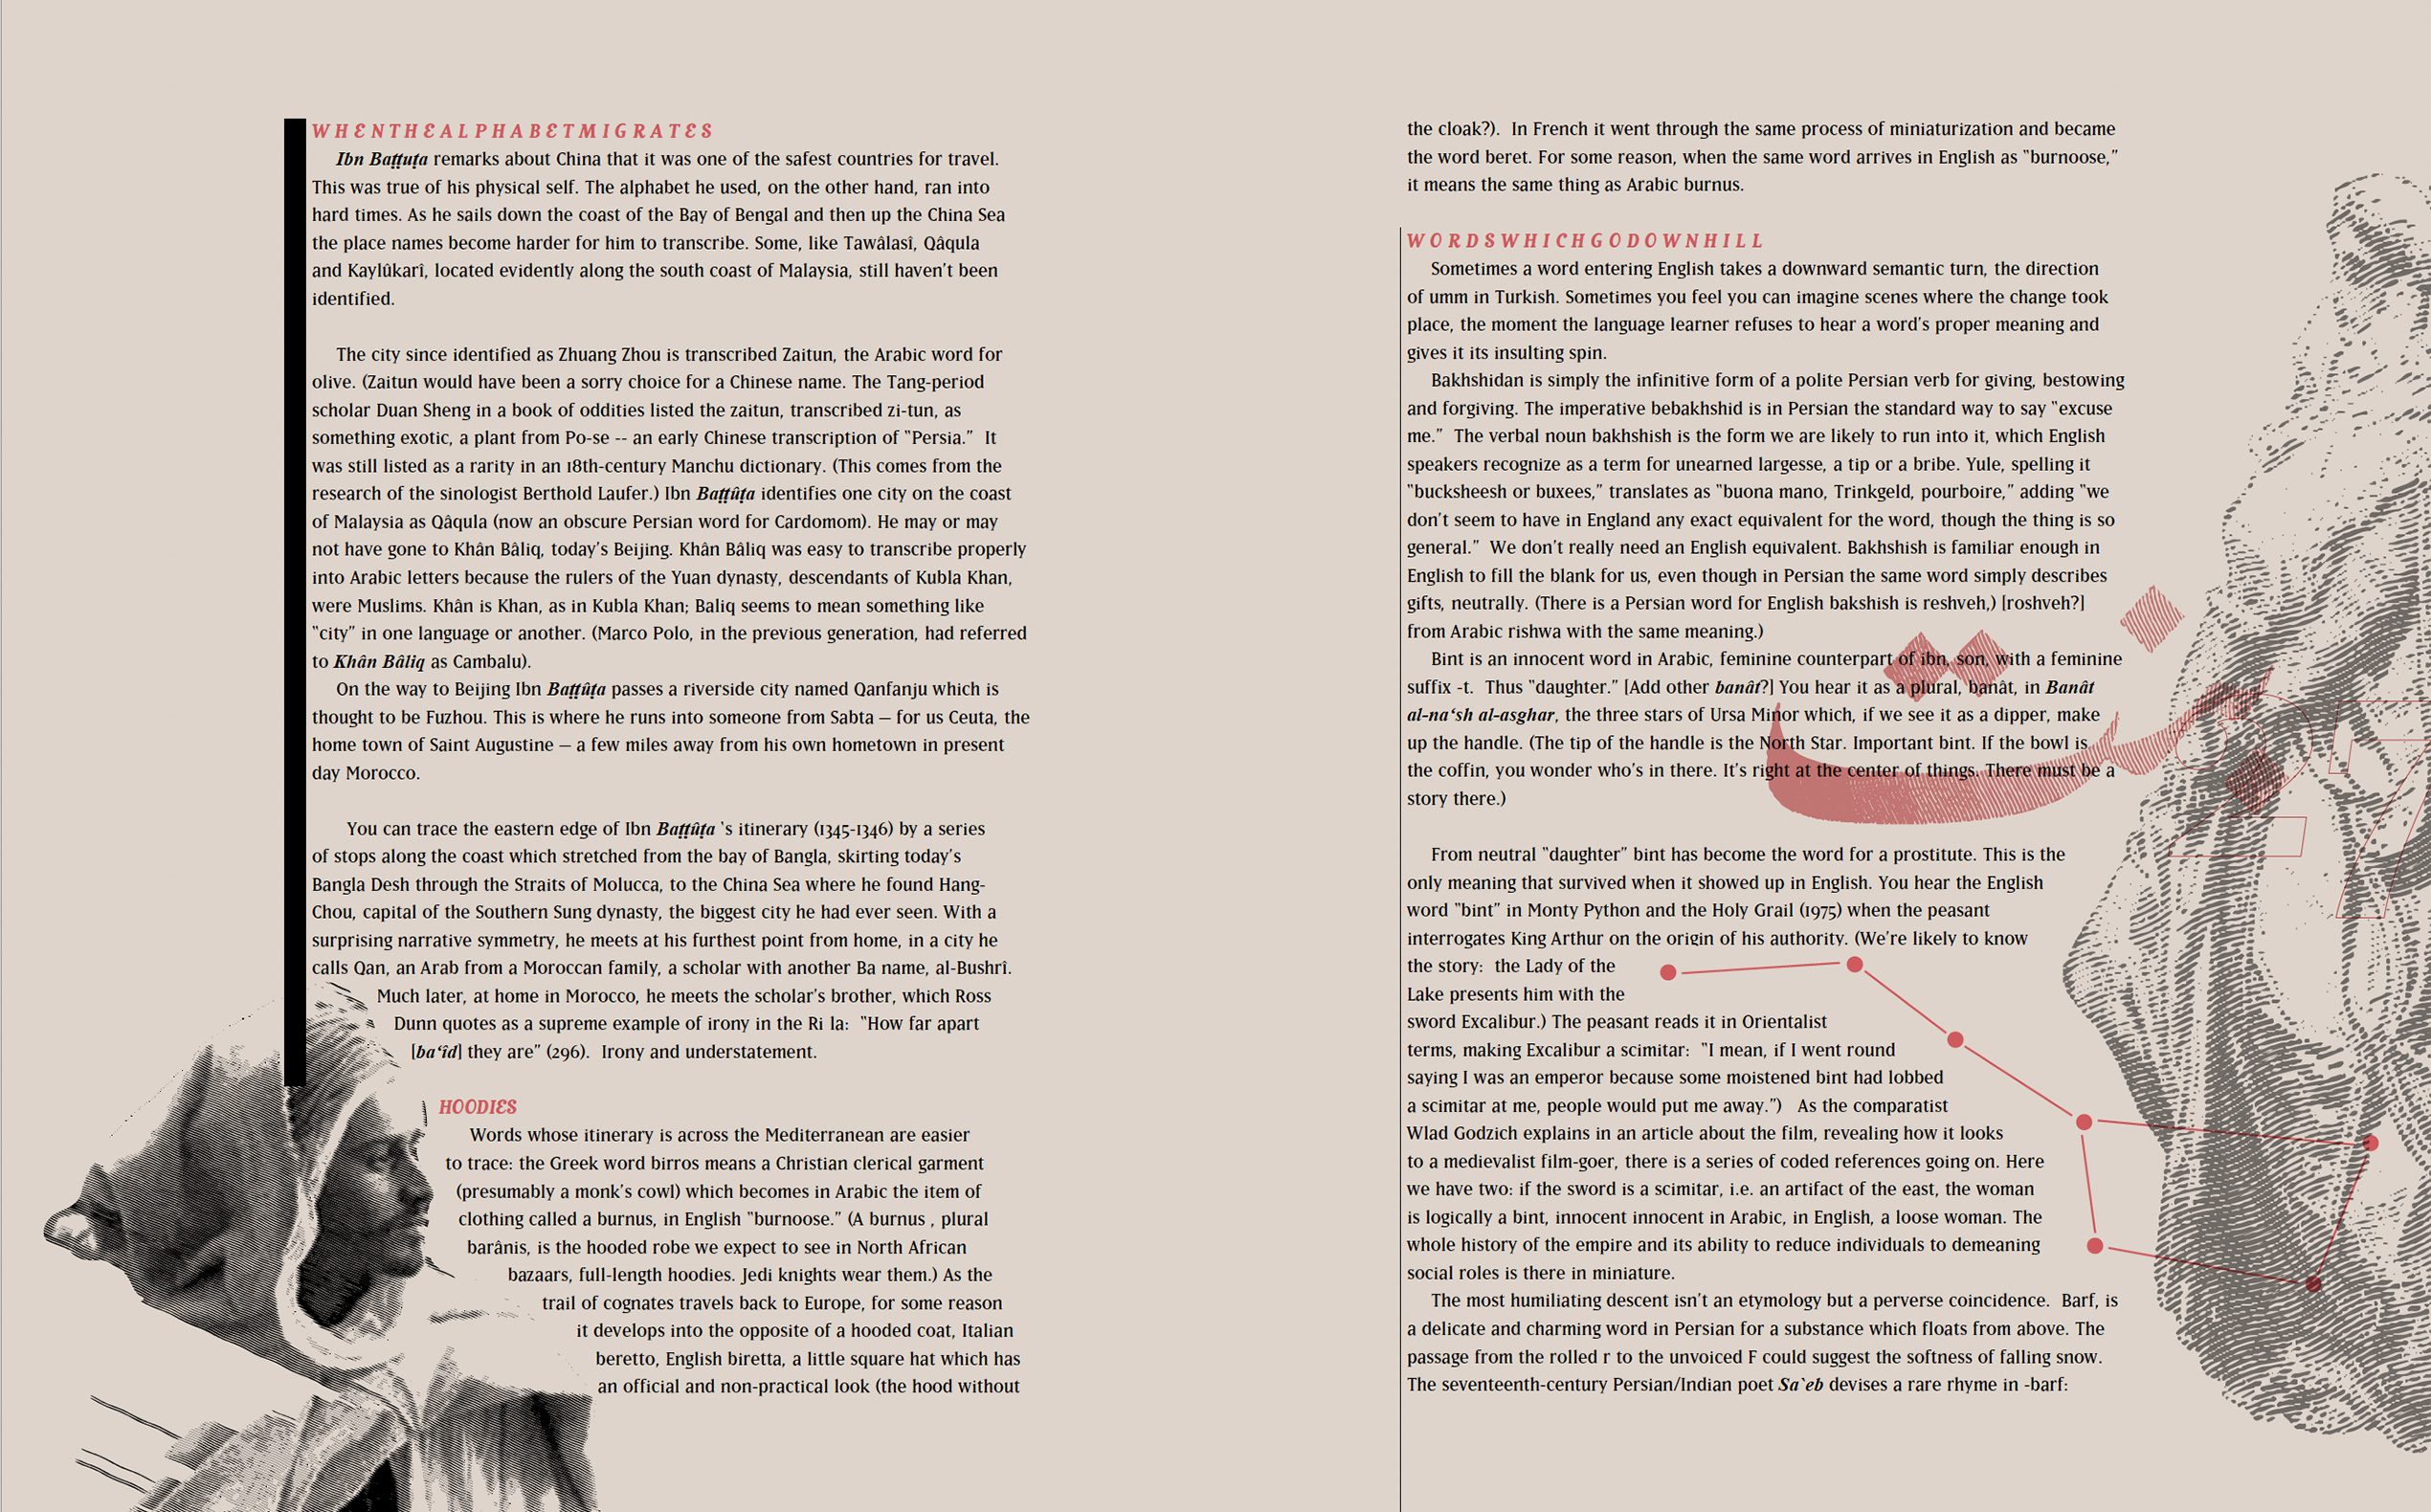 WHENTHEALPHABETMIGRATES
Ibn Baṭṭuṭa remarks about China that it was one of the safest countries for travel.
This was true of his physical self. The alphabet he used, on the other hand, ran into
hard times. As he sails down the coast of the Bay of Bengal and then up the China Sea
the place names become harder for him to transcribe. Some, like Tawâlasî, Qâqula
and Kaylûkarî, located evidently along the south coast of Malaysia, still haven't been
identified.
The city since identified as Zhuang Zhou is transcribed Zaitun, the Arabic word for
olive. (Zaitun would have been a sorry choice for a Chinese name. The Tang-period
scholar Duan Sheng in a book of oddities listed the zaitun, transcribed zi-tun, as
something exotic, a plant from Po-se -- an early Chinese transcription of "Persia."  It
was still listed as a rarity in an 18th-century Manchu dictionary. (This comes from the
research of the sinologist Berthold Laufer.) Ibn Baṭṭûṭa identifies one city on the coast
of Malaysia as Qâqula (now an obscure Persian word for Cardomom). He may or may
not have gone to Khân Bâliq, today's Beijing. Khân Bâliq was easy to transcribe properly
into Arabic letters because the rulers of the Yuan dynasty, descendants of Kubla Khan,
were Muslims. Khân is Khan, as in Kubla Khan; Baliq seems to mean something like
"city" in one language or another. (Marco Polo, in the previous generation, had referred
to Khân Bâliq as Cambalu).
On the way to Beijing Ibn Baṭṭûṭa passes a riverside city named Qanfanju which is
thought to be Fuzhou. This is where he runs into someone from Sabta — for us Ceuta, the
home town of Saint Augustine — a few miles away from his own hometown in present
day Morocco.
You can trace the eastern edge of Ibn Baṭṭûṭa 's itinerary (1345-1346) by a series
of stops along the coast which stretched from the bay of Bangla, skirting today's
Bangla Desh through the Straits of Molucca, to the China Sea where he found Hang-
Chou, capital of the Southern Sung dynasty, the biggest city he had ever seen. With a
surprising narrative symmetry, he meets at his furthest point from home, in a city he
calls Qan, an Arab from a Moroccan family, a scholar with another Ba name, al-Bushrî.
Much later, at home in Morocco, he meets the scholar's brother, which Ross
Dunn quotes as a supreme example of irony in the Ri la:  "How far apart
[ba‘îd] they are" (296).  Irony and understatement.
HOODIES
Words whose itinerary is across the Mediterranean are easier
to trace: the Greek word birros means a Christian clerical garment
(presumably a monk's cowl) which becomes in Arabic the item of
clothing called a burnus, in English "burnoose." (A burnus , plural
barânis, is the hooded robe we expect to see in North African
bazaars, full-length hoodies. Jedi knights wear them.) As the
trail of cognates travels back to Europe, for some reason
it develops into the opposite of a hooded coat, Italian
beretto, English biretta, a little square hat which has
an official and non-practical look (the hood without
the cloak?).  In French it went through the same process of miniaturization and became
the word beret. For some reason, when the same word arrives in English as "burnoose,"
it means the same thing as Arabic burnus.
WORDSWHICHGODOWNHILL
Sometimes a word entering English takes a downward semantic turn, the direction
of umm in Turkish. Sometimes you feel you can imagine scenes where the change took
place, the moment the language learner refuses to hear a word's proper meaning and
gives it its insulting spin.
Bakhshidan is simply the infinitive form of a polite Persian verb for giving, bestowing
and forgiving. The imperative bebakhshid is in Persian the standard way to say "excuse
me."  The verbal noun bakhshish is the form we are likely to run into it, which English
speakers recognize as a term for unearned largesse, a tip or a bribe. Yule, spelling it
"bucksheesh or buxees," translates as "buona mano, Trinkgeld, pourboire," adding "we
don't seem to have in England any exact equivalent for the word, though the thing is so
general."  We don't really need an English equivalent. Bakhshish is familiar enough in
English to fill the blank for us, even though in Persian the same word simply describes
gifts, neutrally. (There is a Persian word for English bakshish is reshveh,) [roshveh?]
from Arabic rishwa with the same meaning.)
Bint is an innocent word in Arabic, feminine counterpart of ibn, son, with a feminine
suffix -t.  Thus "daughter." [Add other banât?] You hear it as a plural, banât, in Banât
al-na‘sh al-asghar, the three stars of Ursa Minor which, if we see it as a dipper, make
up the handle. (The tip of the handle is the North Star. Important bint. If the bowl is
the coffin, you wonder who's in there. It's right at the center of things. There must be a
story there.)
From neutral "daughter" bint has become the word for a prostitute. This is the
only meaning that survived when it showed up in English. You hear the English
word "bint" in Monty Python and the Holy Grail (1975) when the peasant
interrogates King Arthur on the origin of his authority. (We're likely to know
the story:  the Lady of the
Lake presents him with the
sword Excalibur.) The peasant reads it in Orientalist
terms, making Excalibur a scimitar:  "I mean, if I went round
saying I was an emperor because some moistened bint had lobbed
a scimitar at me, people would put me away.")   As the comparatist
Wlad Godzich explains in an article about the film, revealing how it looks
to a medievalist film-goer, there is a series of coded references going on. Here
we have two: if the sword is a scimitar, i.e. an artifact of the east, the woman
is logically a bint, innocent innocent in Arabic, in English, a loose woman. The
whole history of the empire and its ability to reduce individuals to demeaning
social roles is there in miniature.
The most humiliating descent isn't an etymology but a perverse coincidence.  Barf, is
a delicate and charming word in Persian for a substance which floats from above. The
passage from the rolled r to the unvoiced F could suggest the softness of falling snow.
The seventeenth-century Persian/Indian poet Sa`eb devises a rare rhyme in -barf: